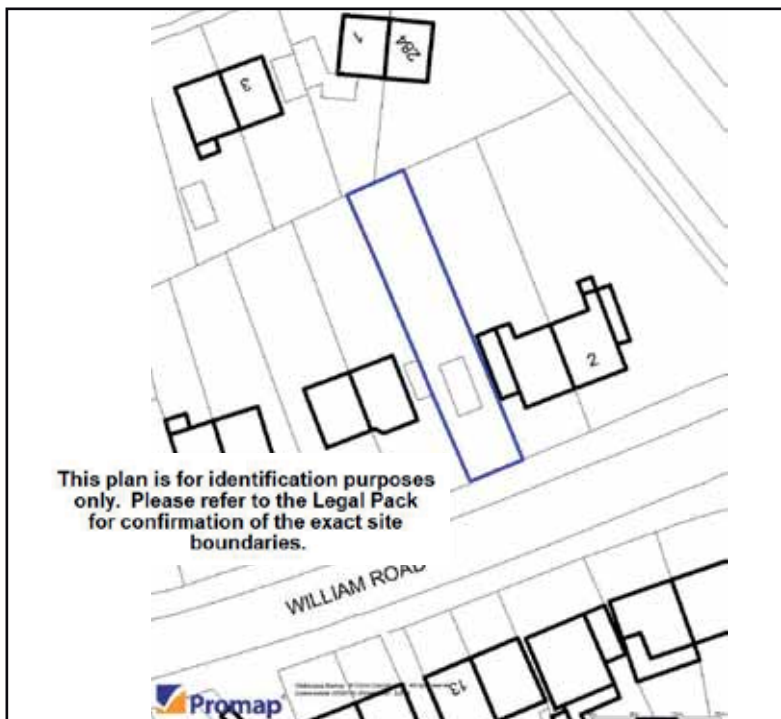 1
284
3
2
This plan is for identification purposes
only. Please refer to the Legal Pack
for confirmation of the exact site
boundaries.
WILLIAM ROAD
13
Promap